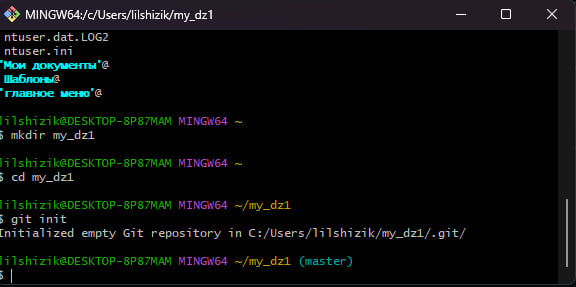 MINGW64:/c/Users/lilshizik/my_dz1
ntuser.dat.LOG2
ntuser.ini
'Мои документы'@
Шаблоны@
'главное меню'@
lilshizik@DESKTOP-8P87MAM MINGW64 ~
$ mkdir my_dz1
lilshizik@DESKTOP-8P87MAM MINGW64 ~
$ cd my_dz1
lilshizik@DESKTOP-8P87MAM MINGW64 ~/my_dz1
$ git init
Initialized empty Git repository in C:/Users/lilshizik/my_dz1/.git/
lilshizik@DESKTOP-8P87MAM MINGW64 ~/my_dz1 (master)
$